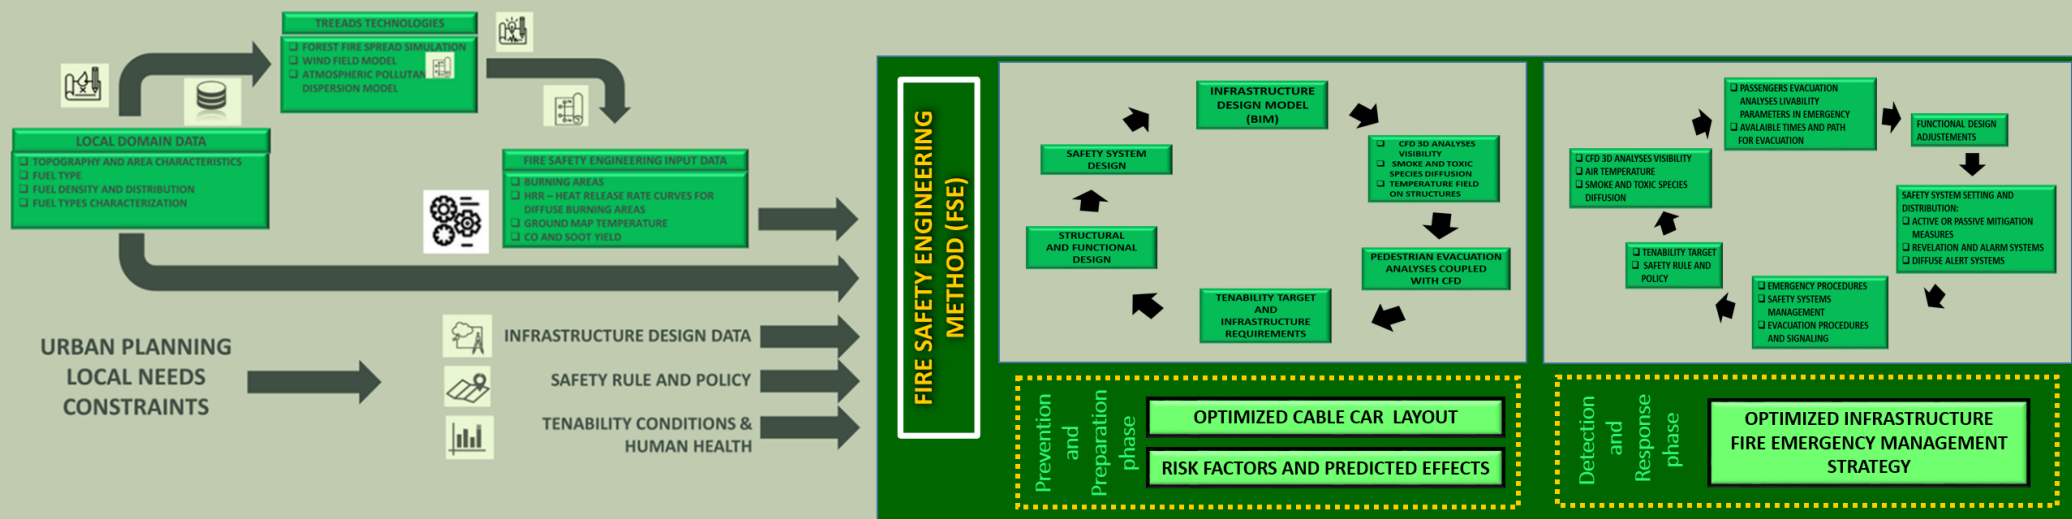 TREEADS TECHNOLOGIES
❑ FOREST FIRE SPREAD SIMULATION
❑ WIND FIELD MODEL
❑ ATMOSPHERIC POLLUTAN
DISPERSION MODEL
LOCAL DOMAIN DATA
❑ TOPOGRAPHY AND AREA CHARACTERISTICS
❑ FUEL TYPE
❑ FUEL DENSITY AND DISTRIBUTION
❑ FUEL TYPES CHARACTERIZATION
FIRE SAFETY ENGINEERING INPUT DATA
❑ BURNING AREAS
❑ HRR – HEAT RELEASE RATE CURVES FOR
DIFFUSE BURNING AREAS
❑ GROUND MAP TEMPERATURE
❑ CO AND SOOT YIELD
URBAN PLANNING
LOCAL NEEDS
CONSTRAINTS
INFRASTRUCTURE DESIGN DATA
SAFETY RULE AND POLICY
TENABILITY CONDITIONS &
HUMAN HEALTH
FIRE SAFETY ENGINEERING
METHOD (FSE)
INFRASTRUCTURE
DESIGN MODEL
(BIM)
❑ CFD 3D ANALYSES
VISIBILITY
❑ SMOKE AND TOXIC
SPECIES DIFFUSION
❑ TEMPERATURE FIELD
ON STRUCTURES
PEDESTRIAN EVACUATION
ANALYSES COUPLED
WITH CFD
TENABILITY TARGET
AND
INFRASTRUCTURE
REQUIREMENTS
STRUCTURAL
AND FUNCTIONAL
DESIGN
SAFETY SYSTEM
DESIGN
❑ PASSENGERS EVACUATION
ANALYSES LIVABILITY
PARAMETERS IN EMERGENCY
❑ AVALAIBLE TIMES AND PATH
FOR EVACUATION
FUNCTIONAL DESIGN
ADJUSTEMENTS
SAFETY SYSTEM SETTING AND
DISTRIBUTION:
❑ ACTIVE OR PASSIVE MITIGATION
MEASURES
❑ REVELATION AND ALARM SYSTEMS
❑ DIFFUSE ALERT SYSTEMS
❑ EMERGENCY PROCEDURES
❑ SAFETY SYSTEMS
MANAGEMENT
❑ EVACUATION PROCEDURES
AND SIGNALING
❑ TENABILITY TARGET
❑ SAFETY RULE AND
POLICY
❑ CFD 3D ANALYSES VISIBILITY
❑ AIR TEMPERATURE
❑ SMOKE AND TOXIC SPECIES
DIFFUSION
Prevention
and
Preparation
phase
OPTIMIZED CABLE CAR LAYOUT
RISK FACTORS AND PREDICTED EFFECTS
Detection
and
Response
phase
OPTIMIZED INFRASTRUCTURE
FIRE EMERGENCY MANAGEMENT
STRATEGY